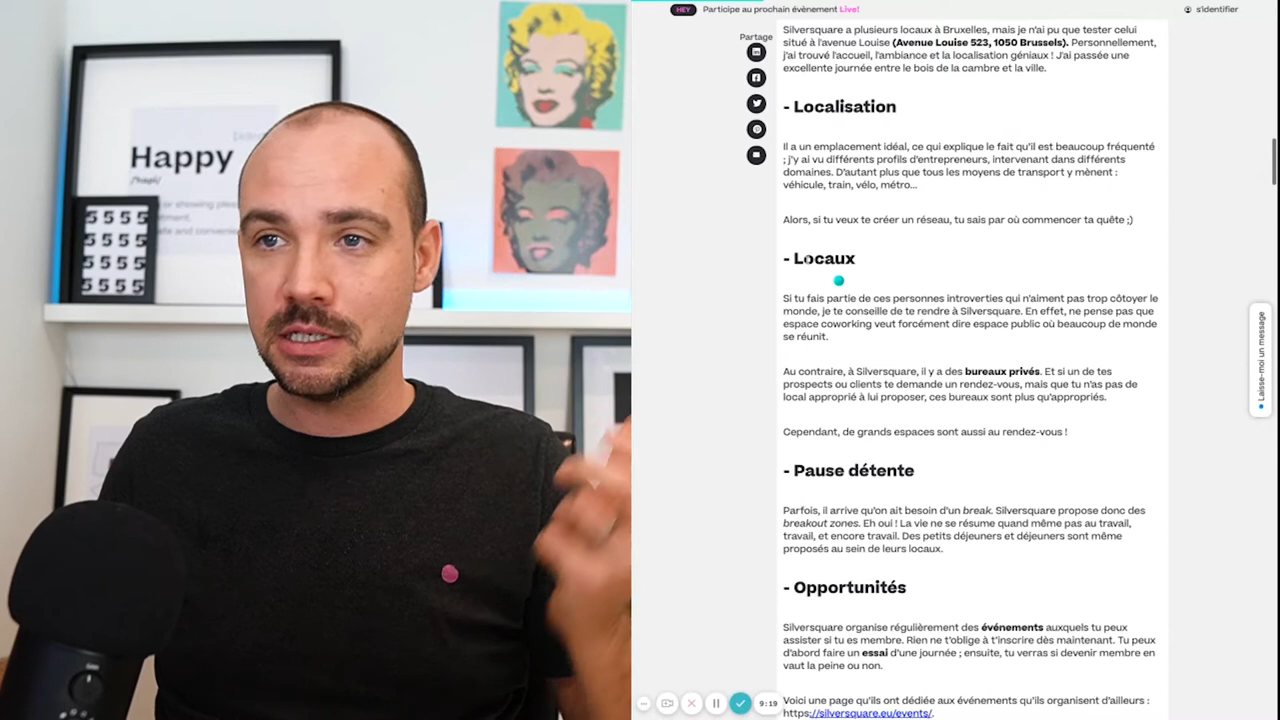 HEY Participe au prochain évènement Live!
s'identifier
Partage
Silversquare a plusieurs locaux à Bruxelles, mais je n'ai pu que tester celui
situé à l'avenue Louise (Avenue Louise 523, 1050 Brussels). Personnellement,
j'ai trouvé l'accueil, l'ambiance et la localisation géniaux ! J'ai passée une
excellente journée entre le bois de la cambre et la ville.
- Localisation
Il a un emplacement idéal, ce qui explique le fait qu'il est beaucoup fréquenté
; j'y ai vu différents profils d'entrepreneurs, intervenant dans différents
domaines. D'autant plus que tous les moyens de transport y mènent :
véhicule, train, vélo, métro...
Alors, si tu veux te créer un réseau, tu sais par où commencer ta quête ;)
- Locaux
Si tu fais partie de ces personnes introverties qui n'aiment pas trop côtoyer le
monde, je te conseille de te rendre à Silversquare. En effet, ne pense pas que
espace coworking veut forcément dire espace public où beaucoup de monde
se réunit.
Au contraire, à Silversquare, il y a des bureaux privés. Et si un de tes
prospects ou clients te demande un rendez-vous, mais que tu n'as pas de
local approprié à lui proposer, ces bureaux sont plus qu'appropriés.
Cependant, de grands espaces sont aussi au rendez-vous !
- Pause détente
Parfois, il arrive qu'on ait besoin d'un break. Silversquare propose donc des
breakout zones. Eh oui ! La vie ne se résume quand même pas au travail,
travail, et encore travail. Des petits déjeuners et déjeuners sont même
proposés au sein de leurs locaux.
- Opportunités
Silversquare organise régulièrement des événements auxquels tu peux
assister si tu es membre. Rien ne t'oblige à t'inscrire dès maintenant. Tu peux
d'abord faire un essai d'une journée ; ensuite, tu verras si devenir membre en
vaut la peine ou non.
Voici une page qu'ils ont dédiée aux événements qu'ils organisent d'ailleurs :
https://silversquare.eu/events/.
Laisse-moi un message
9:19
Happy
or showing plea
and convenie
5555
5555
5555
5555